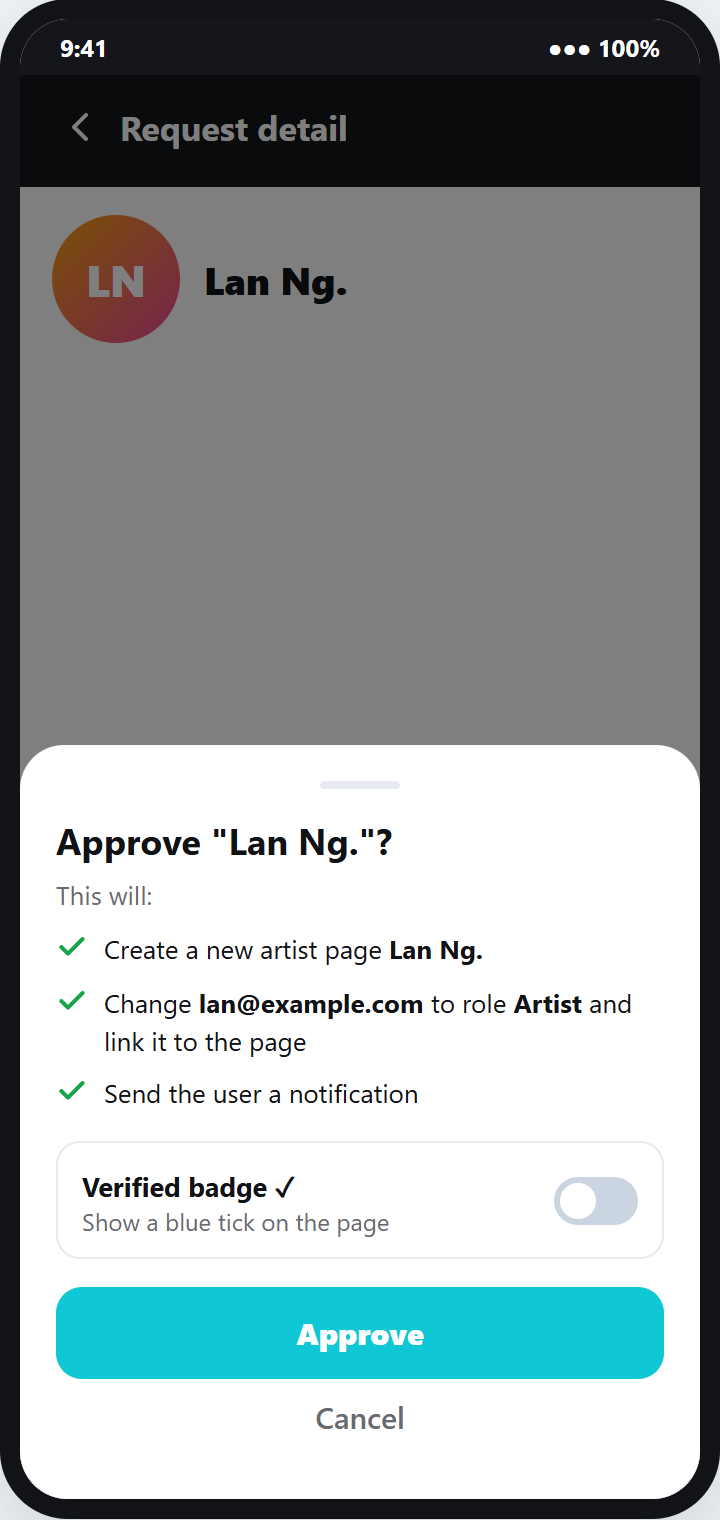 9:41
●●● 100%
Request detail
LN
Lan Ng.
Approve "Lan Ng."?
This will:
Create a new artist page Lan Ng.
Change lan@example.com to role Artist and
link it to the page
Send the user a notification
Verified badge ✓
Show a blue tick on the page
Approve
Cancel